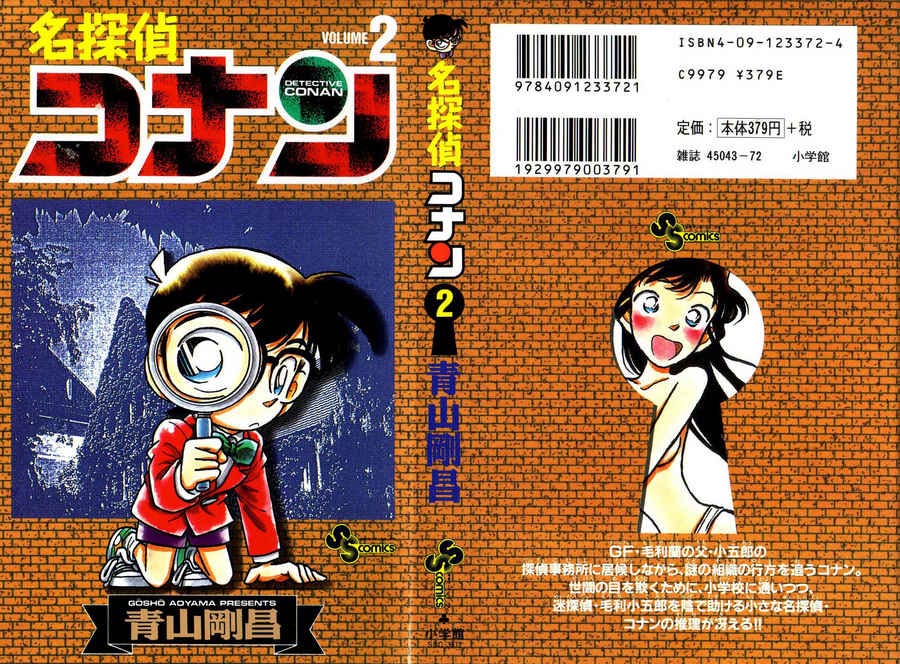 名探偵
VOLUME 2
コナン
DETECTIVE
CONAN
SS comics
GŌSHŌ AOYAMA PRESENTS
青山剛昌
名探偵
コナン
2
青山剛昌
SS comics
小学館
9784091233721
1929979003791
ISBN4-09-123372-4
C9979 ¥379E
定価：本体379円＋税
雑誌 45043-72 小学館
SS comics
GF・毛利蘭の父・小五郎の
探偵事務所に居候しながら、謎の組織の行方を追うコナン。
世間の目を欺くために、小学校に通いつつ、
迷探偵・毛利小五郎を陰で助ける小さな名探偵・
コナンの推理が冴える!!